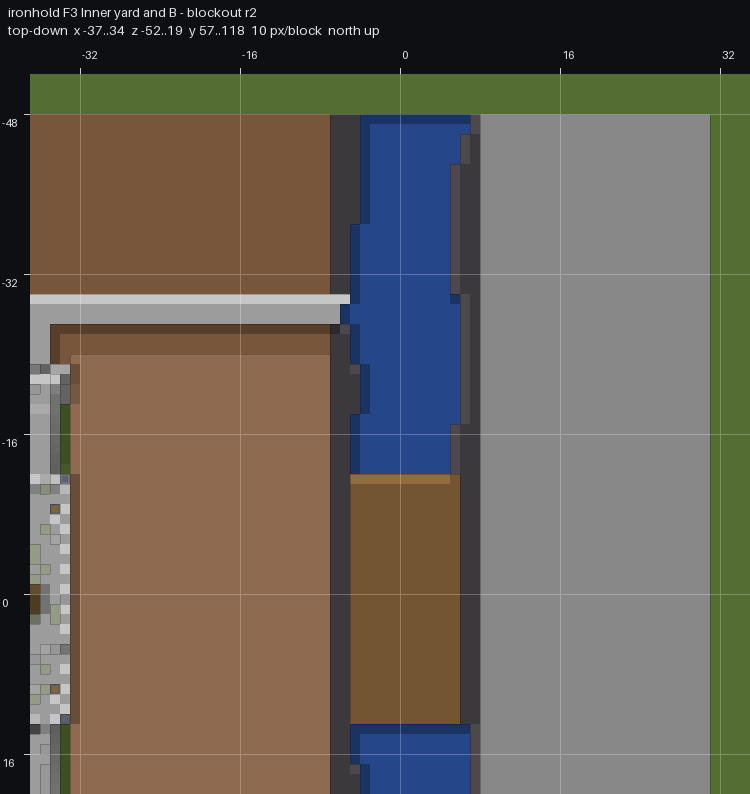 ironhold F3 Inner yard and B - blockout r2
top-down x -37..34 z -52..19 y 57..118 10 px/block north up
-32 -16 0 16 32
-48
-32
-16
0
16